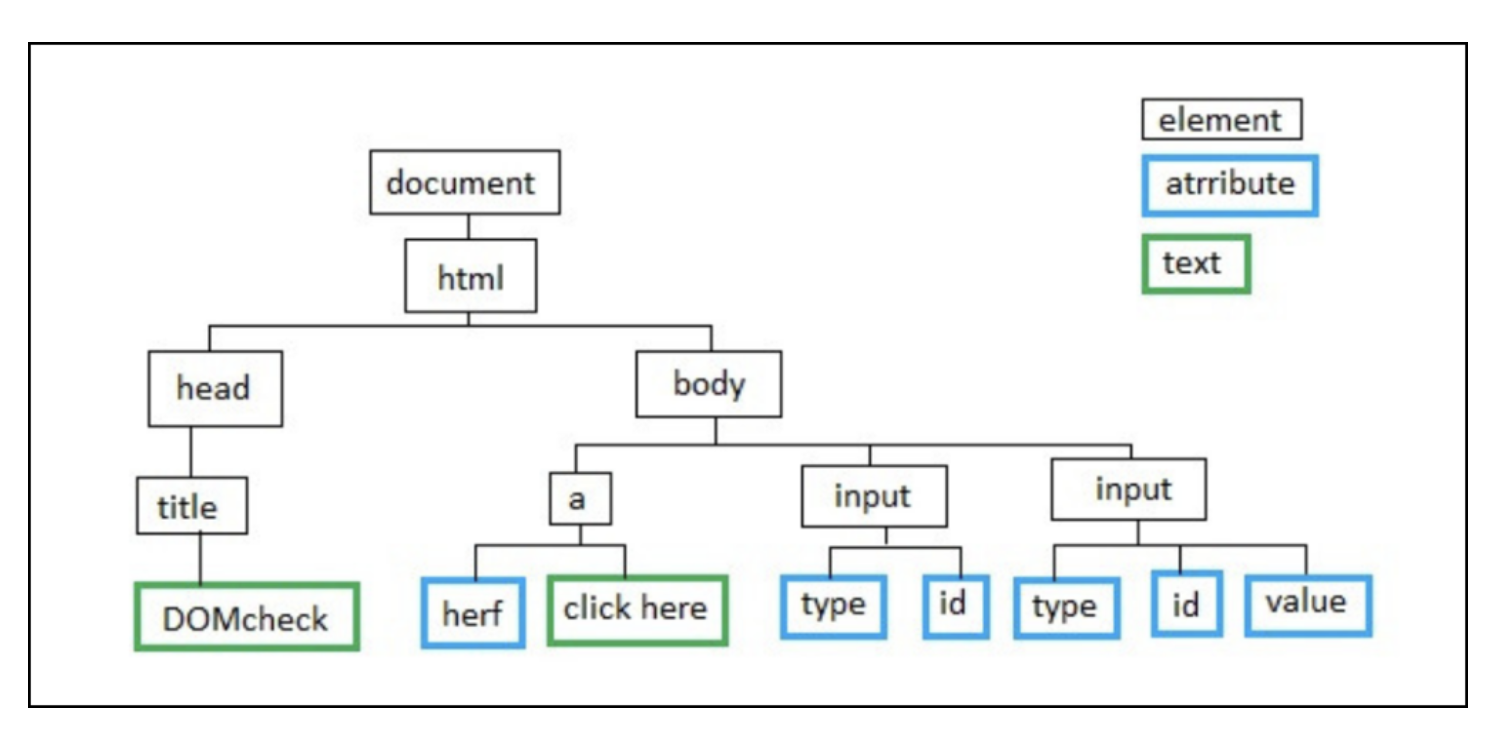 element
document
atrribute
text
html
head
body
title
a
input
input
DOMcheck
herf
click here
type
id
type
id
value